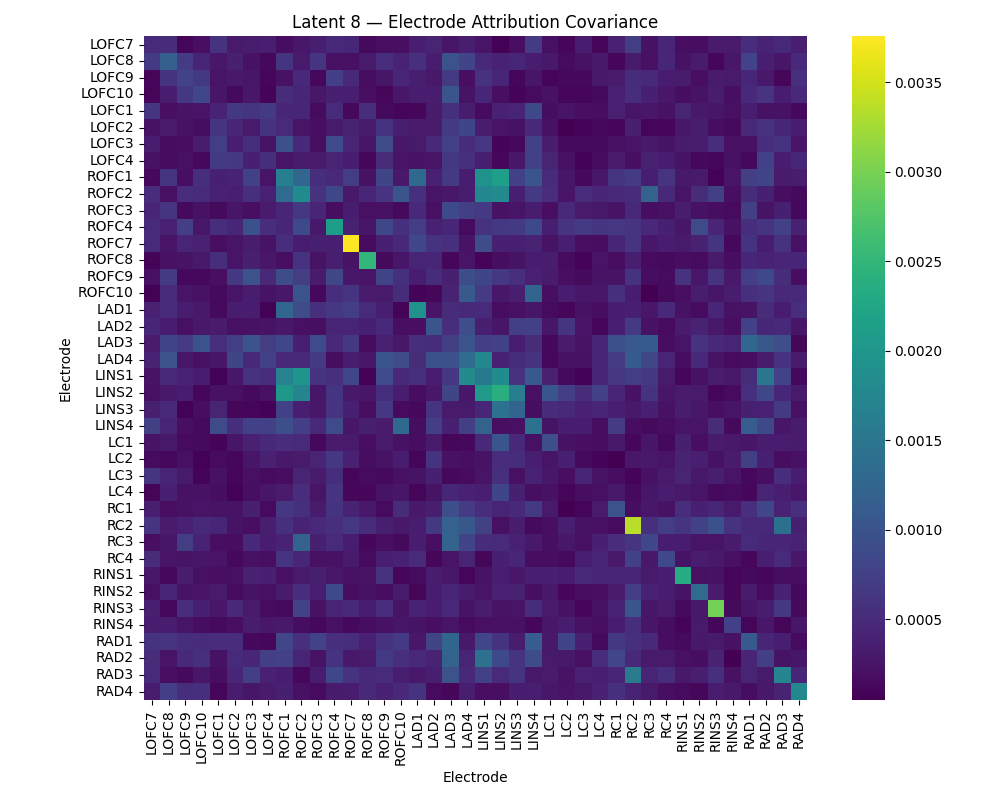 Latent 8 — Electrode Attribution Covariance
Electrode
LOFC7
LOFC8
LOFC9
LOFC10
LOFC1
LOFC2
LOFC3
LOFC4
ROFC1
ROFC2
ROFC3
ROFC4
ROFC7
ROFC8
ROFC9
ROFC10
LAD1
LAD2
LAD3
LAD4
LINS1
LINS2
LINS3
LINS4
LC1
LC2
LC3
LC4
RC1
RC2
RC3
RC4
RINS1
RINS2
RINS3
RINS4
RAD1
RAD2
RAD3
RAD4
LOFC7
LOFC8
LOFC9
LOFC10
LOFC1
LOFC2
LOFC3
LOFC4
ROFC1
ROFC2
ROFC3
ROFC4
ROFC7
ROFC8
ROFC9
ROFC10
LAD1
LAD2
LAD3
LAD4
LINS1
LINS2
LINS3
LINS4
LC1
LC2
LC3
LC4
RC1
RC2
RC3
RC4
RINS1
RINS2
RINS3
RINS4
RAD1
RAD2
RAD3
RAD4
Electrode
0.0035
0.0030
0.0025
0.0020
0.0015
0.0010
0.0005